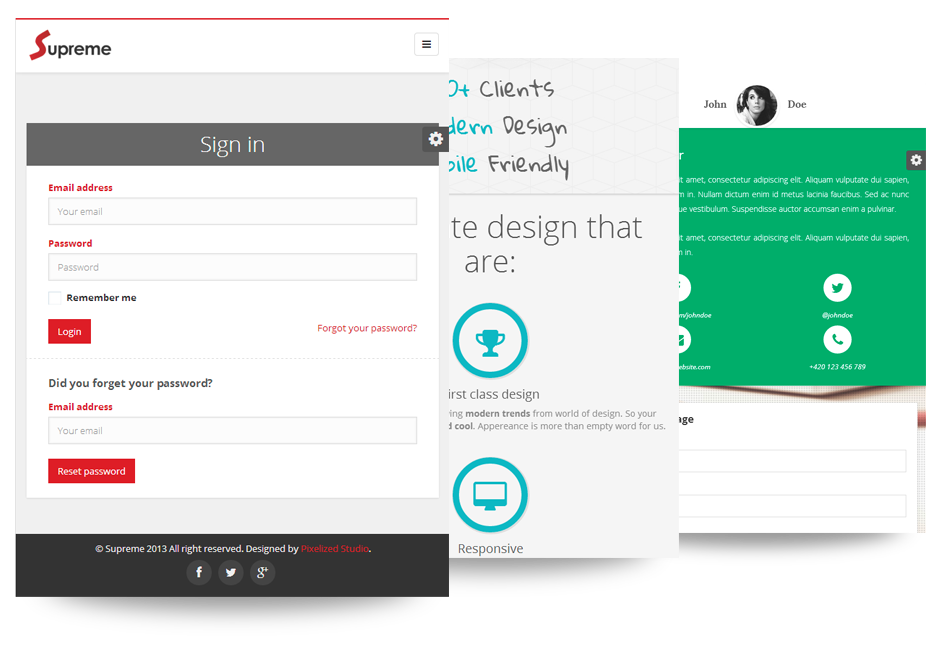 Supreme
Sign in
Email address
Your email
Password
Password
Remember me
Login
Forgot your password?
Did you forget your password?
Email address
Your email
Reset password
© Supreme 2013 All right reserved. Designed by Pixelized Studio.
0+ Clients
dern Design
bile Friendly
te design that
are:
irst class design
ing modern trends from world of design. So your
d cool. Appereance is more than empty word for us.
Responsive
John Doe
r
it amet, consectetur adipiscing elit. Aliquam vulputate dui sapien,
m in. Nullam dictum enim id metus lacinia faucibus. Sed ac nunc
ue vestibulum. Suspendisse auctor accumsan enim a pulvinar.
it amet, consectetur adipiscing elit. Aliquam vulputate dui sapien,
m in.
m/johndoe
@johndoe
ebsite.com
+420 123 456 789
age